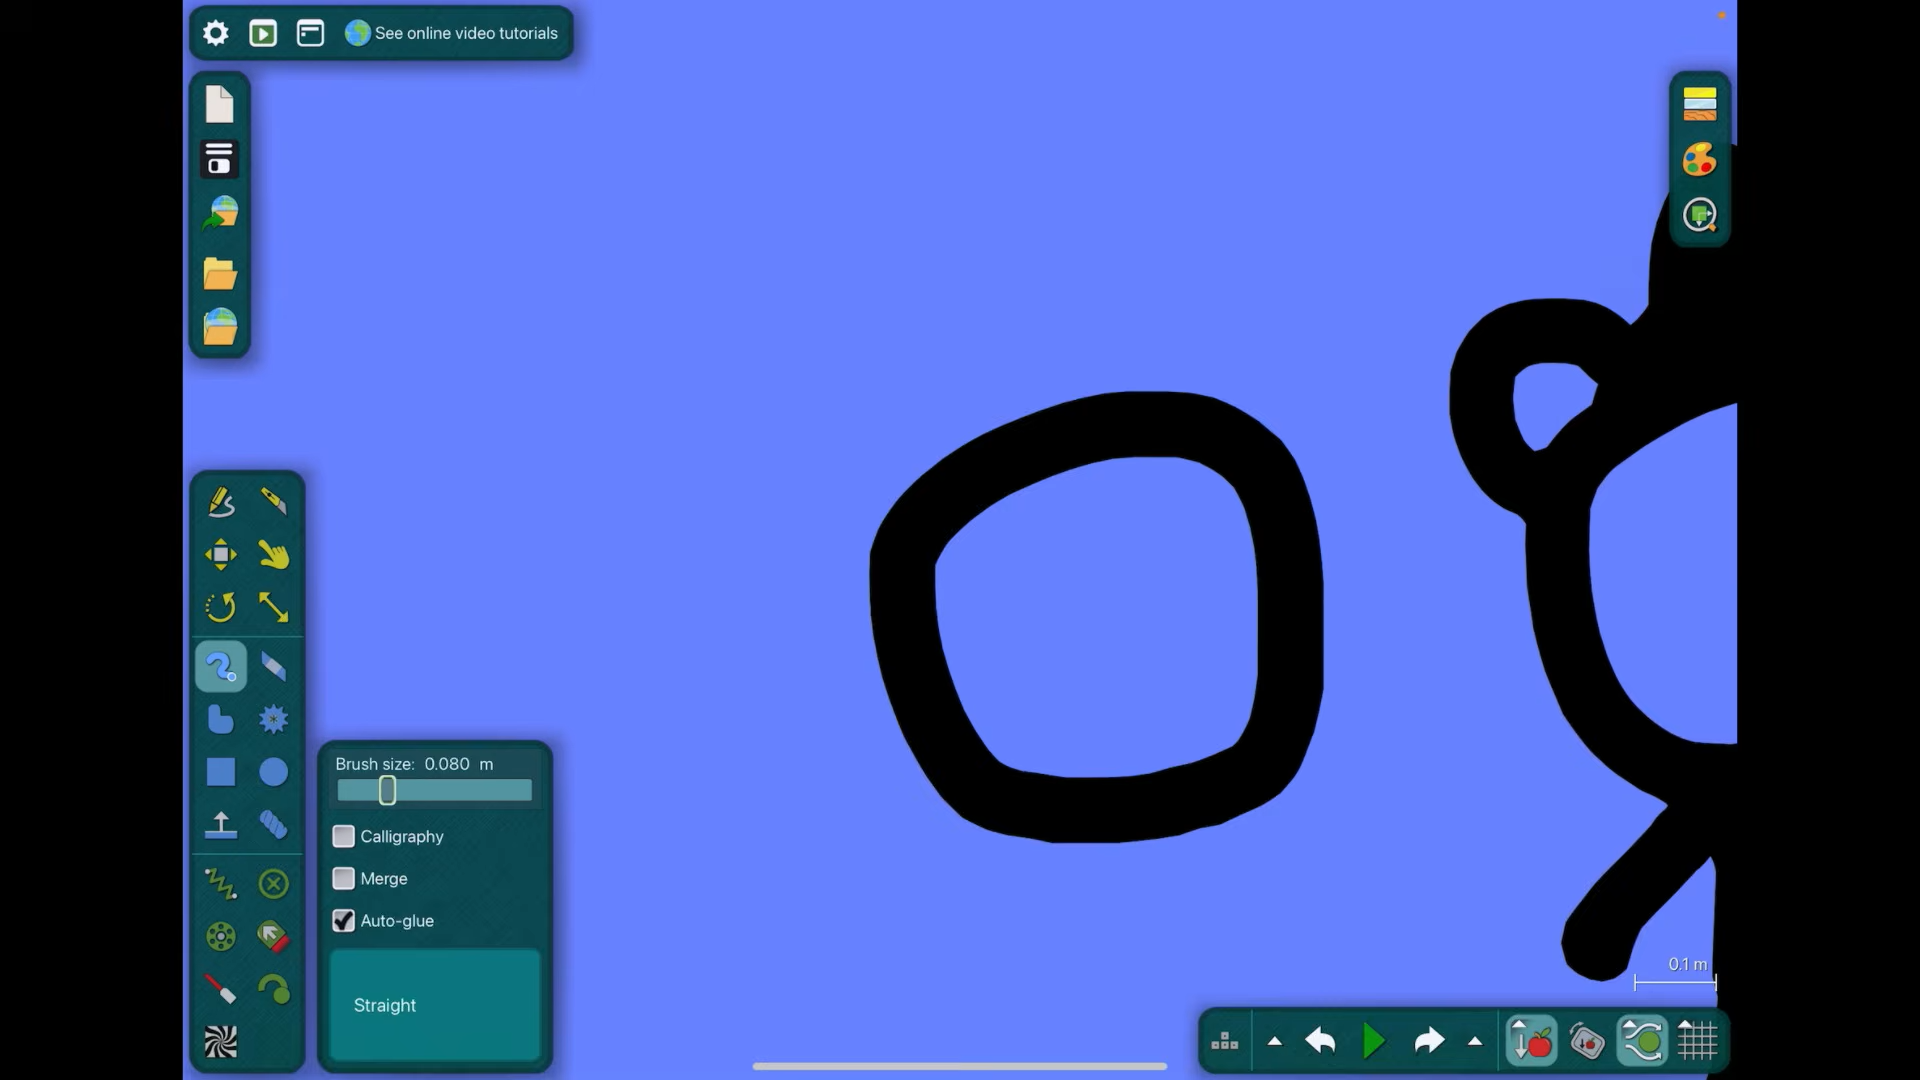 See online video tutorials
Brush size: 0.080 m
Calligraphy
Merge
Auto-glue
Straight
0.1 m